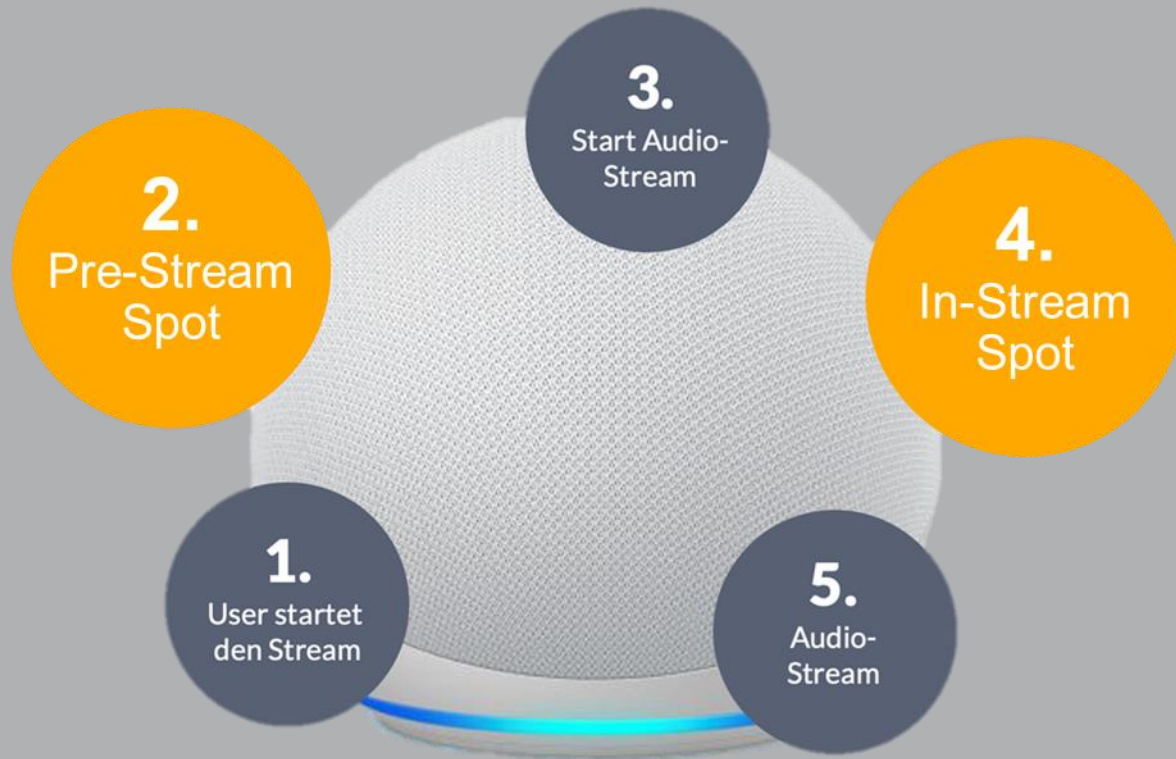 1.
User startet
den Stream
2.
Pre-Stream
Spot
3.
Start Audio-
Stream
4.
In-Stream
Spot
5.
Audio-
Stream